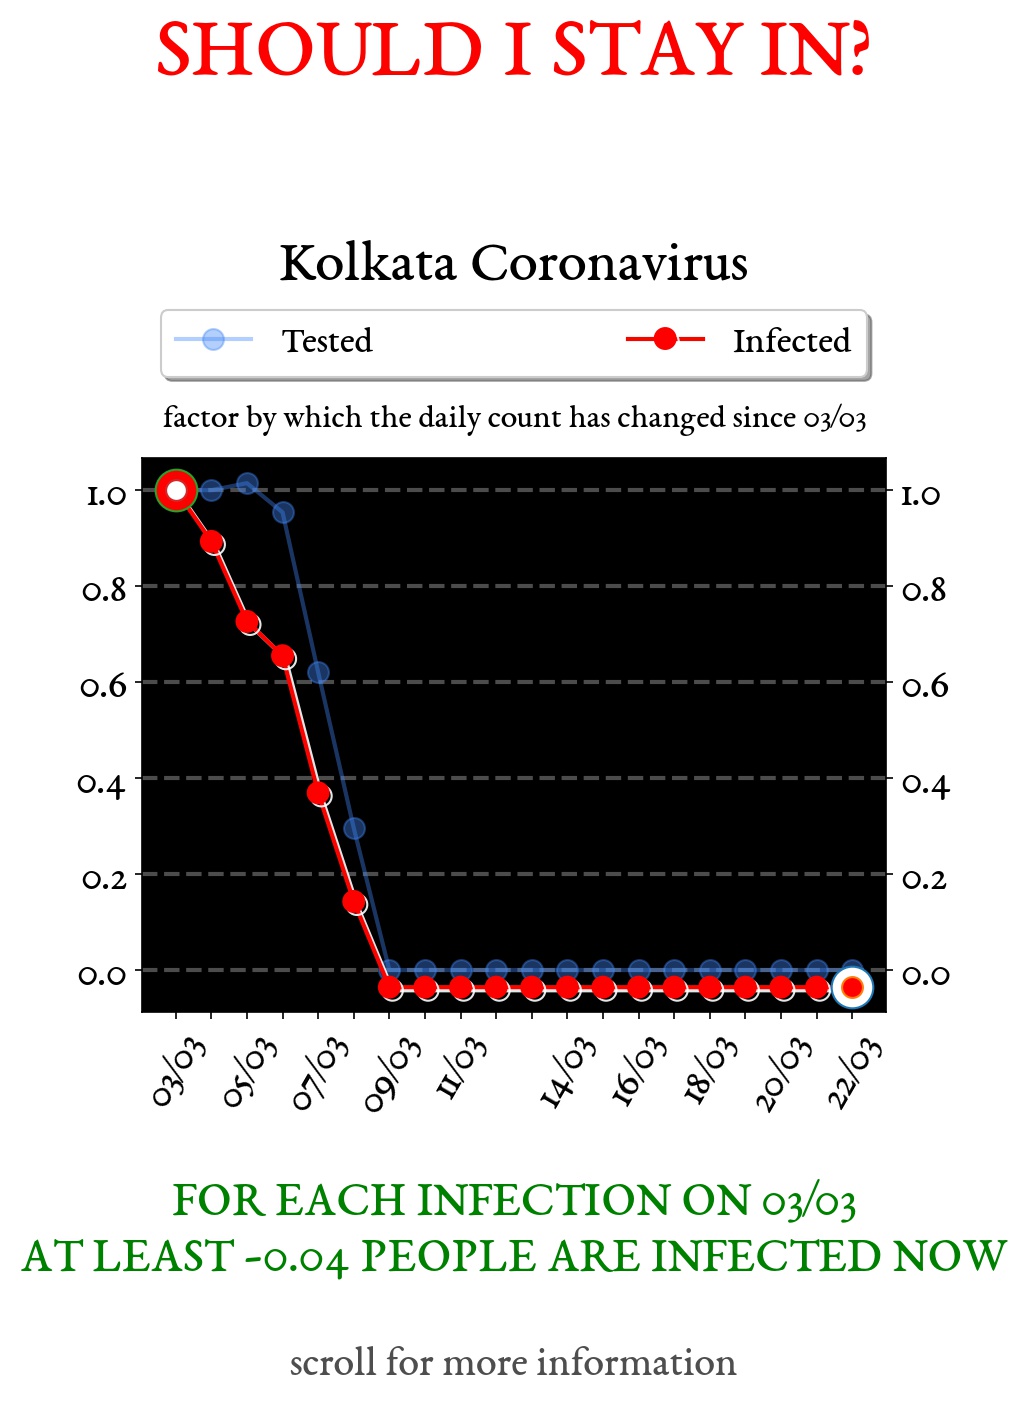 SHOULD I STAY IN?
Kolkata Coronavirus
Tested Infected
factor by which the daily count has changed since 03/03
1.0 1.0
0.8 0.8
0.6 0.6
0.4 0.4
0.2 0.2
0.0 0.0
03/03 05/03 07/03 09/03 11/03 14/03 16/03 18/03 20/03 22/03
FOR EACH INFECTION ON 03/03
AT LEAST -0.04 PEOPLE ARE INFECTED NOW
scroll for more information